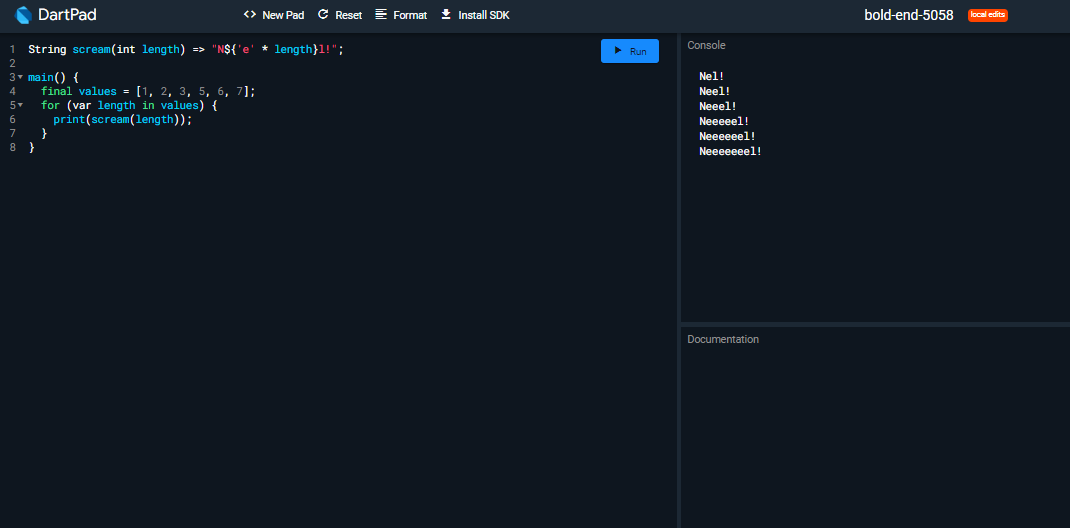 DartPad
<> New Pad
Reset
Format
Install SDK
bold-end-5058
local edits
1 String scream(int length) => "N${'e' * length}l!";
2
3 main() {
4   final values = [1, 2, 3, 5, 6, 7];
5   for (var length in values) {
6     print(scream(length));
7   }
8 }
Run
Console
Nel!
Neel!
Neeel!
Neeeeel!
Neeeeeel!
Neeeeeeel!
Documentation